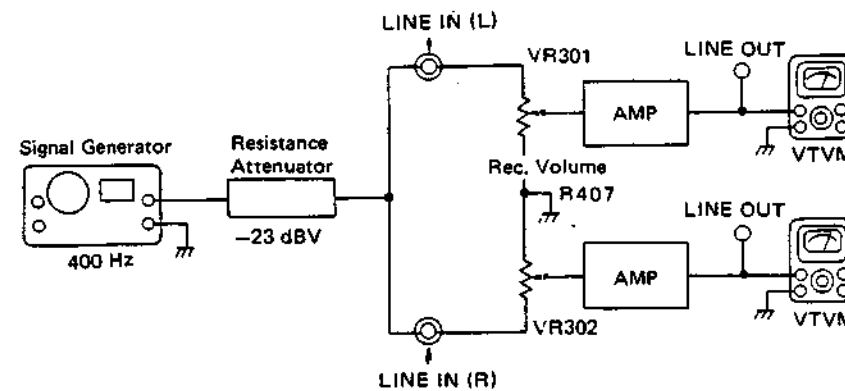 LINE IN (L)
VR301
LINE OUT
AMP
VTVM
Signal Generator
Resistance
Attenuator
Rec. Volume
R407
-23 dBV
400 Hz
LINE OUT
AMP
VTVM
VR302
LINE IN (R)